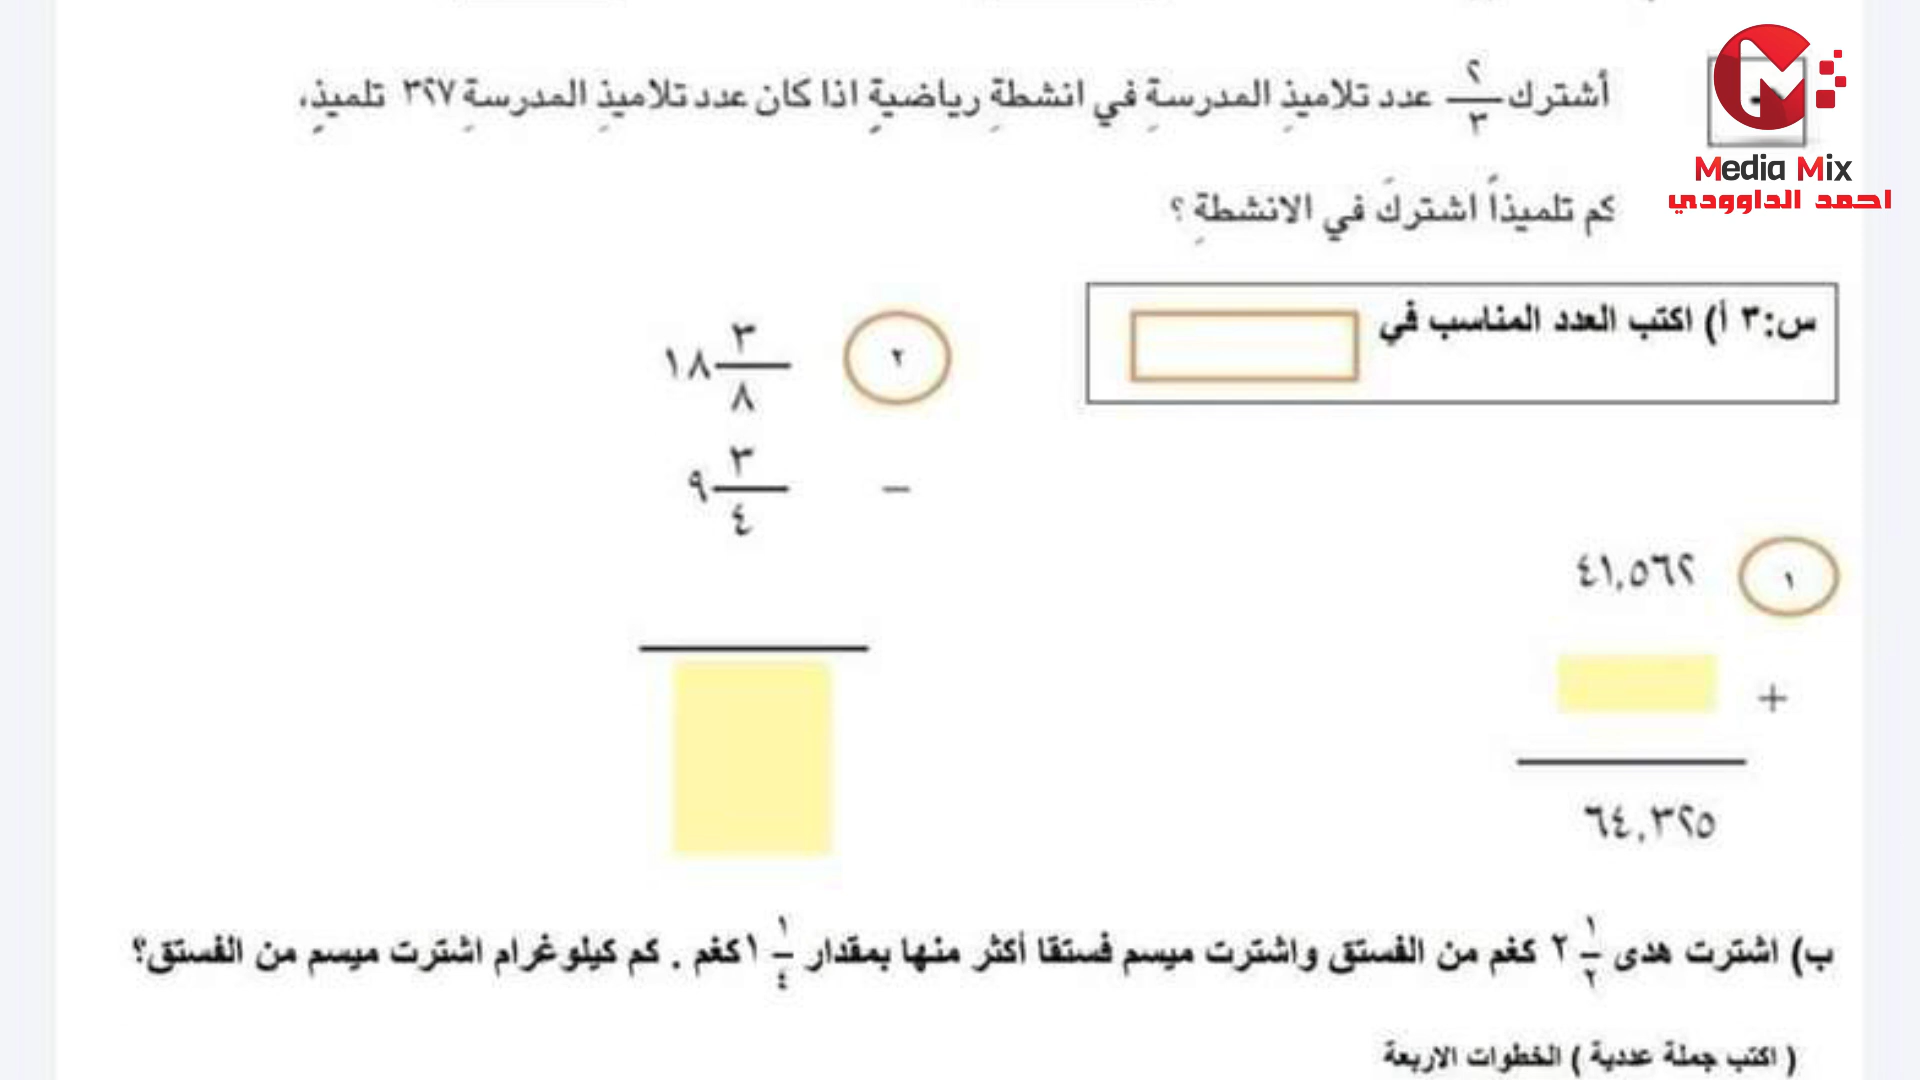 أشترك ٢/٣ عدد تلاميذِ المدرسةِ في انشطةِ رياضيةٍ اذا كان عدد تلاميذِ المدرسةِ ٣٢٧ تلميذٍ،
كم تلميذاً اشتركَ في الانشطةِ ؟
Media Mix
احمد الداوودي
س:٣ أ) اكتب العدد المناسب في
٢
١٨ ٣/٨
- ٩ ٣/٤
١
٤١,٥٦٢
+
٦٤,٣٢٥
ب) اشترت هدى ١/٢ ٢ كغم من الفستق واشترت ميسم فستقا أكثر منها بمقدار ١/٤ ١ كغم . كم كيلوغرام اشترت ميسم من الفستق؟
( اكتب جملة عددية ) الخطوات الاربعة